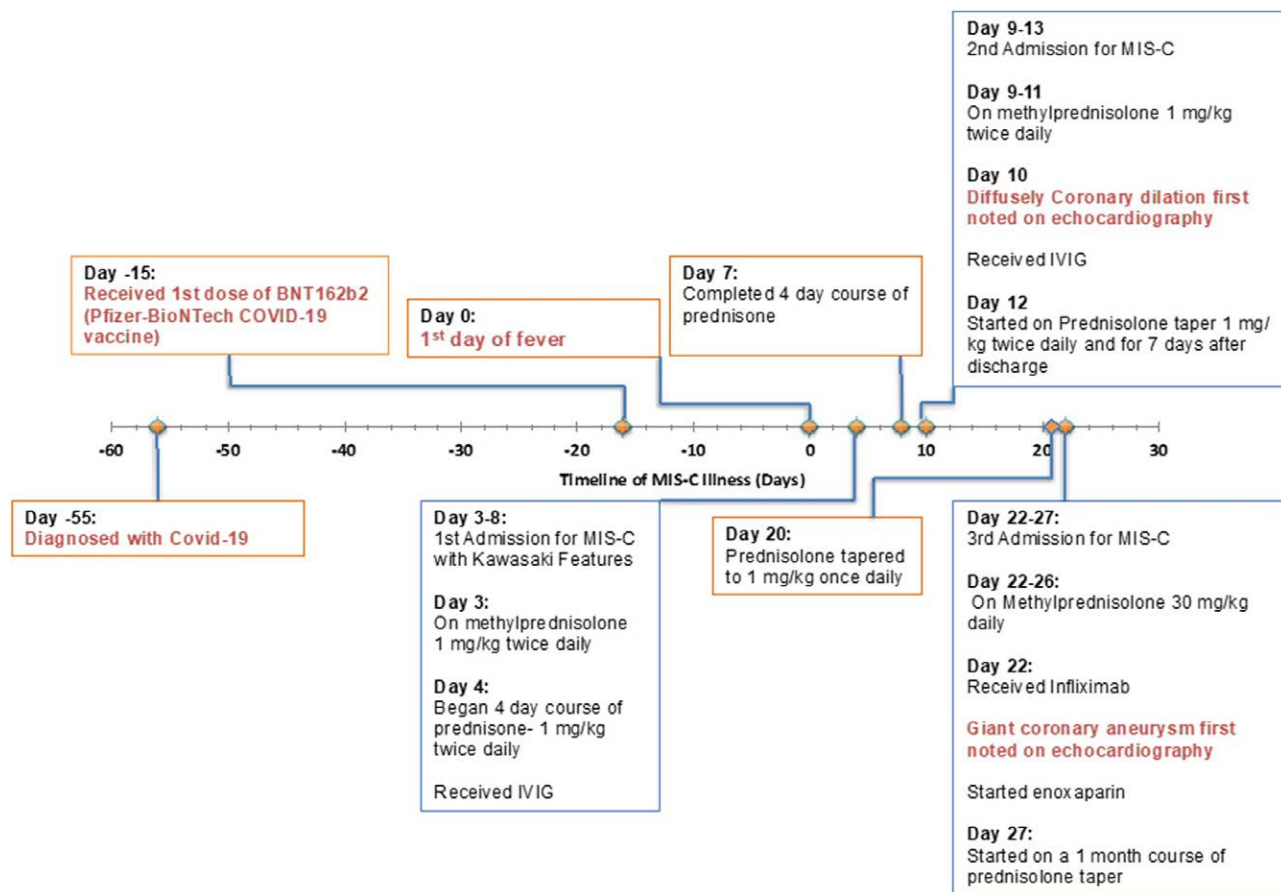 Day 9-13
2nd Admission for MIS-C
Day 9-11
On methylprednisolone 1 mg/kg
twice daily
Day 10
Diffusely Coronary dilation first
noted on echocardiography
Received IVIG
Day 12
Started on Prednisolone taper 1 mg/
kg twice daily and for 7 days after
discharge
Day -15:
Received 1st dose of BNT162b2
(Pfizer-BioNTech COVID-19
vaccine)
Day 0:
1st day of fever
Day 7:
Completed 4 day course of
prednisone
-60 -50 -40 -30 -20 -10 0 10 20 30
Timeline of MIS-C Illness (Days)
Day -55:
Diagnosed with Covid-19
Day 3-8:
1st Admission for MIS-C
with Kawasaki Features
Day 3:
On methylprednisolone
1 mg/kg twice daily
Day 4:
Began 4 day course of
prednisone- 1 mg/kg
twice daily
Received IVIG
Day 20:
Prednisolone tapered
to 1 mg/kg once daily
Day 22-27:
3rd Admission for MIS-C
Day 22-26:
On Methylprednisolone 30 mg/kg
daily
Day 22:
Received Infliximab
Giant coronary aneurysm first
noted on echocardiography
Started enoxaparin
Day 27:
Started on a 1 month course of
prednisolone taper